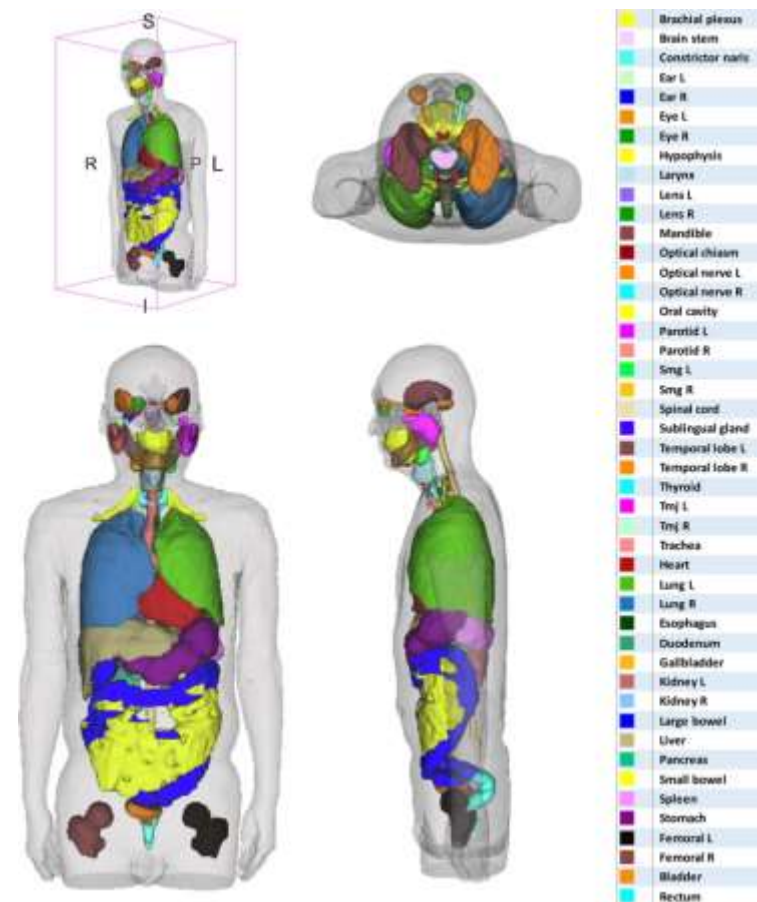 S
R
P
L
I
Brachial plexus
Brain stem
Constrictor naris
Ear L
Ear R
Eye L
Eye R
Hypophysis
Larynx
Lens L
Lens R
Mandible
Optical chiasm
Optical nerve L
Optical nerve R
Oral cavity
Parotid L
Parotid R
Smg L
Smg R
Spinal cord
Sublingual gland
Temporal lobe L
Temporal lobe R
Thyroid
Tmj L
Tmj R
Trachea
Heart
Lung L
Lung R
Esophagus
Duodenum
Gallbladder
Kidney L
Kidney R
Large bowel
Liver
Pancreas
Small bowel
Spleen
Stomach
Femoral L
Femoral R
Bladder
Rectum